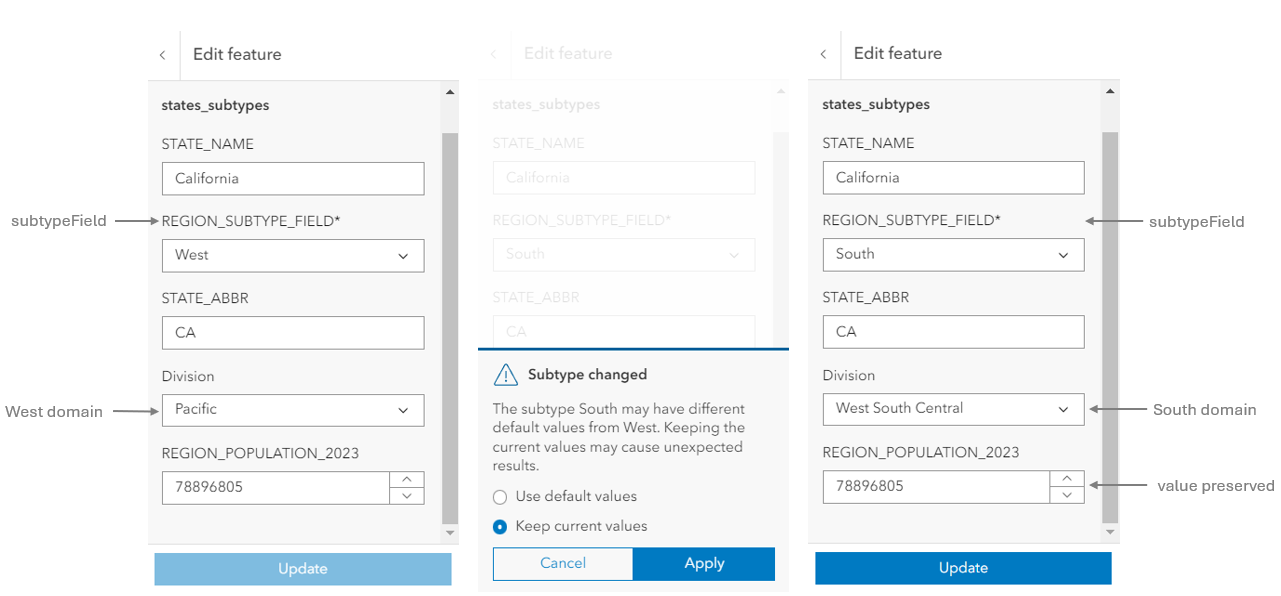 Edit feature
states_subtypes
STATE_NAME
California
subtypeField
REGION_SUBTYPE_FIELD*
West
STATE_ABBR
CA
Division
West domain
Pacific
REGION_POPULATION_2023
78896805
Update
Edit feature
states_subtypes
STATE_NAME
California
REGION_SUBTYPE_FIELD*
South
STATE_ABBR
CA
Subtype changed
The subtype South may have different
default values from West. Keeping the
current values may cause unexpected
results.
Use default values
Keep current values
Cancel
Apply
Edit feature
states_subtypes
STATE_NAME
California
REGION_SUBTYPE_FIELD*
subtypeField
South
STATE_ABBR
CA
Division
West South Central
South domain
REGION_POPULATION_2023
78896805
value preserved
Update